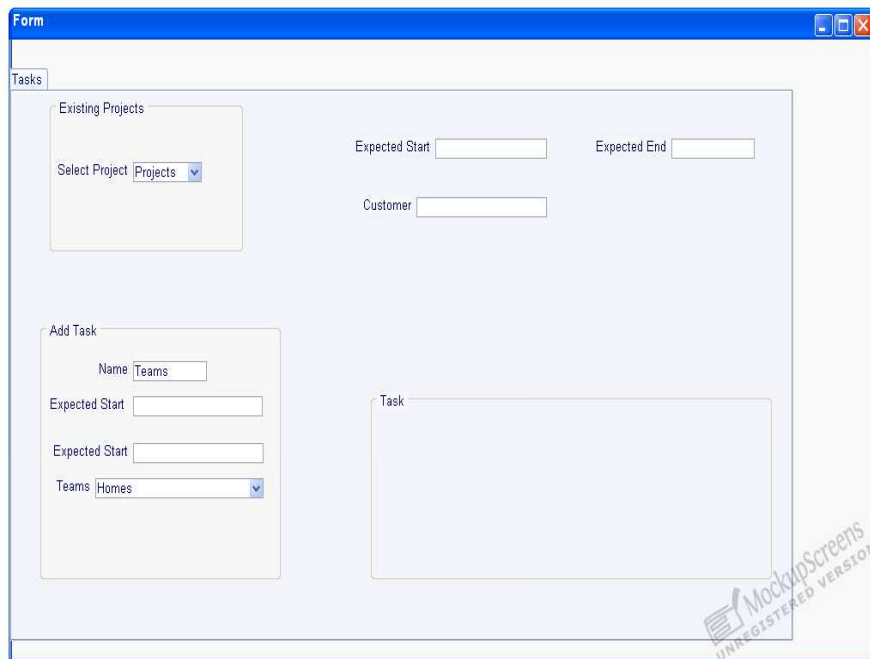 Form
Tasks
Existing Projects
Select Project Projects
Expected Start
Expected End
Customer
Add Task
Name Teams
Expected Start
Expected Start
Teams Homes
Task
MockupScreens
UNREGISTERED VERSION